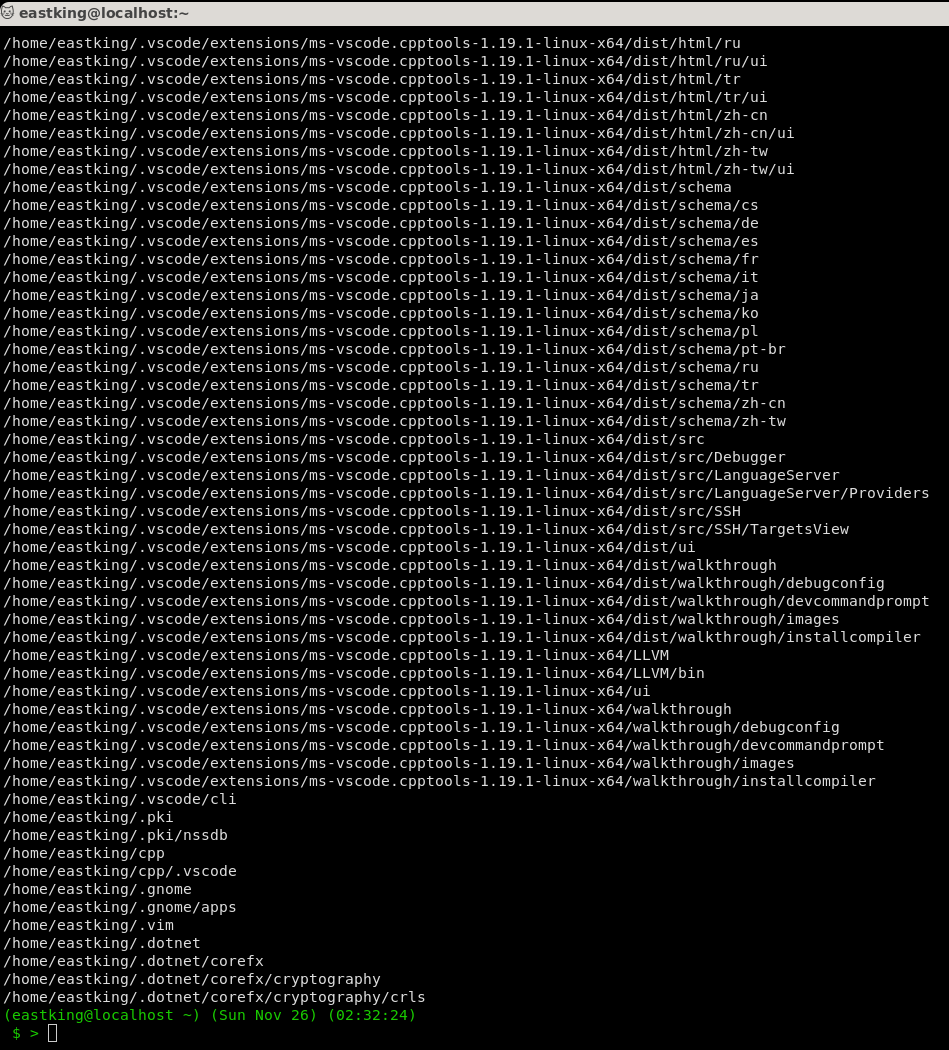 eastking@localhost:~
/home/eastking/.vscode/extensions/ms-vscode.cpptools-1.19.1-linux-x64/dist/html/ru
/home/eastking/.vscode/extensions/ms-vscode.cpptools-1.19.1-linux-x64/dist/html/ru/ui
/home/eastking/.vscode/extensions/ms-vscode.cpptools-1.19.1-linux-x64/dist/html/tr
/home/eastking/.vscode/extensions/ms-vscode.cpptools-1.19.1-linux-x64/dist/html/tr/ui
/home/eastking/.vscode/extensions/ms-vscode.cpptools-1.19.1-linux-x64/dist/html/zh-cn
/home/eastking/.vscode/extensions/ms-vscode.cpptools-1.19.1-linux-x64/dist/html/zh-cn/ui
/home/eastking/.vscode/extensions/ms-vscode.cpptools-1.19.1-linux-x64/dist/html/zh-tw
/home/eastking/.vscode/extensions/ms-vscode.cpptools-1.19.1-linux-x64/dist/html/zh-tw/ui
/home/eastking/.vscode/extensions/ms-vscode.cpptools-1.19.1-linux-x64/dist/schema
/home/eastking/.vscode/extensions/ms-vscode.cpptools-1.19.1-linux-x64/dist/schema/cs
/home/eastking/.vscode/extensions/ms-vscode.cpptools-1.19.1-linux-x64/dist/schema/de
/home/eastking/.vscode/extensions/ms-vscode.cpptools-1.19.1-linux-x64/dist/schema/es
/home/eastking/.vscode/extensions/ms-vscode.cpptools-1.19.1-linux-x64/dist/schema/fr
/home/eastking/.vscode/extensions/ms-vscode.cpptools-1.19.1-linux-x64/dist/schema/it
/home/eastking/.vscode/extensions/ms-vscode.cpptools-1.19.1-linux-x64/dist/schema/ja
/home/eastking/.vscode/extensions/ms-vscode.cpptools-1.19.1-linux-x64/dist/schema/ko
/home/eastking/.vscode/extensions/ms-vscode.cpptools-1.19.1-linux-x64/dist/schema/pl
/home/eastking/.vscode/extensions/ms-vscode.cpptools-1.19.1-linux-x64/dist/schema/pt-br
/home/eastking/.vscode/extensions/ms-vscode.cpptools-1.19.1-linux-x64/dist/schema/ru
/home/eastking/.vscode/extensions/ms-vscode.cpptools-1.19.1-linux-x64/dist/schema/tr
/home/eastking/.vscode/extensions/ms-vscode.cpptools-1.19.1-linux-x64/dist/schema/zh-cn
/home/eastking/.vscode/extensions/ms-vscode.cpptools-1.19.1-linux-x64/dist/schema/zh-tw
/home/eastking/.vscode/extensions/ms-vscode.cpptools-1.19.1-linux-x64/dist/src
/home/eastking/.vscode/extensions/ms-vscode.cpptools-1.19.1-linux-x64/dist/src/Debugger
/home/eastking/.vscode/extensions/ms-vscode.cpptools-1.19.1-linux-x64/dist/src/LanguageServer
/home/eastking/.vscode/extensions/ms-vscode.cpptools-1.19.1-linux-x64/dist/src/LanguageServer/Providers
/home/eastking/.vscode/extensions/ms-vscode.cpptools-1.19.1-linux-x64/dist/src/SSH
/home/eastking/.vscode/extensions/ms-vscode.cpptools-1.19.1-linux-x64/dist/src/SSH/TargetsView
/home/eastking/.vscode/extensions/ms-vscode.cpptools-1.19.1-linux-x64/dist/ui
/home/eastking/.vscode/extensions/ms-vscode.cpptools-1.19.1-linux-x64/dist/walkthrough
/home/eastking/.vscode/extensions/ms-vscode.cpptools-1.19.1-linux-x64/dist/walkthrough/debugconfig
/home/eastking/.vscode/extensions/ms-vscode.cpptools-1.19.1-linux-x64/dist/walkthrough/devcommandprompt
/home/eastking/.vscode/extensions/ms-vscode.cpptools-1.19.1-linux-x64/dist/walkthrough/images
/home/eastking/.vscode/extensions/ms-vscode.cpptools-1.19.1-linux-x64/dist/walkthrough/installcompiler
/home/eastking/.vscode/extensions/ms-vscode.cpptools-1.19.1-linux-x64/LLVM
/home/eastking/.vscode/extensions/ms-vscode.cpptools-1.19.1-linux-x64/LLVM/bin
/home/eastking/.vscode/extensions/ms-vscode.cpptools-1.19.1-linux-x64/ui
/home/eastking/.vscode/extensions/ms-vscode.cpptools-1.19.1-linux-x64/walkthrough
/home/eastking/.vscode/extensions/ms-vscode.cpptools-1.19.1-linux-x64/walkthrough/debugconfig
/home/eastking/.vscode/extensions/ms-vscode.cpptools-1.19.1-linux-x64/walkthrough/devcommandprompt
/home/eastking/.vscode/extensions/ms-vscode.cpptools-1.19.1-linux-x64/walkthrough/images
/home/eastking/.vscode/extensions/ms-vscode.cpptools-1.19.1-linux-x64/walkthrough/installcompiler
/home/eastking/.vscode/cli
/home/eastking/.pki
/home/eastking/.pki/nssdb
/home/eastking/cpp
/home/eastking/cpp/.vscode
/home/eastking/.gnome
/home/eastking/.gnome/apps
/home/eastking/.vim
/home/eastking/.dotnet
/home/eastking/.dotnet/corefx
/home/eastking/.dotnet/corefx/cryptography
/home/eastking/.dotnet/corefx/cryptography/crls
(eastking@localhost ~) (Sun Nov 26) (02:32:24)
$ >